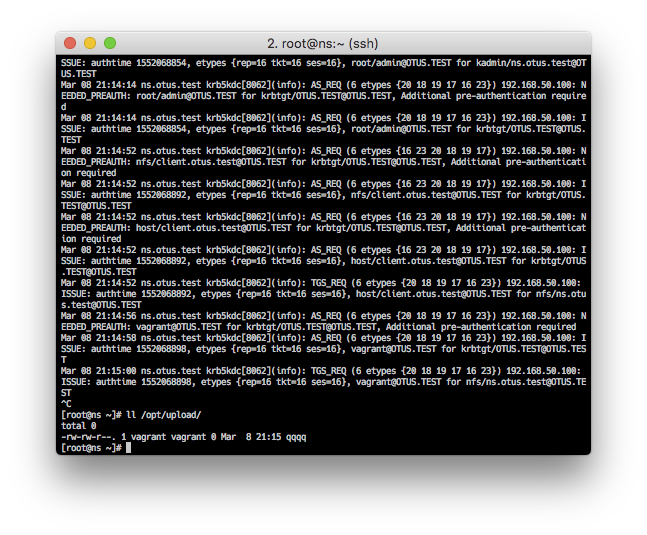 2. root@ns:~ (ssh)
SSUE: authtime 1552068854, etypes {rep=16 tkt=16 ses=16}, root/admin@OTUS.TEST for kadmin/ns.otus.test@OT
US.TEST
Mar 08 21:14:14 ns.otus.test krb5kdc[8062](info): AS_REQ (6 etypes {20 18 19 17 16 23}) 192.168.50.100: N
EEDED_PREAUTH: root/admin@OTUS.TEST for krbtgt/OTUS.TEST@OTUS.TEST, Additional pre-authentication require
d
Mar 08 21:14:14 ns.otus.test krb5kdc[8062](info): AS_REQ (6 etypes {20 18 19 17 16 23}) 192.168.50.100: I
SSUE: authtime 1552068854, etypes {rep=16 tkt=16 ses=16}, root/admin@OTUS.TEST for krbtgt/OTUS.TEST@OTUS.
TEST
Mar 08 21:14:52 ns.otus.test krb5kdc[8062](info): AS_REQ (6 etypes {16 23 20 18 19 17}) 192.168.50.100: N
EEDED_PREAUTH: nfs/client.otus.test@OTUS.TEST for krbtgt/OTUS.TEST@OTUS.TEST, Additional pre-authenticati
on required
Mar 08 21:14:52 ns.otus.test krb5kdc[8062](info): AS_REQ (6 etypes {16 23 20 18 19 17}) 192.168.50.100: I
SSUE: authtime 1552068892, etypes {rep=16 tkt=16 ses=16}, nfs/client.otus.test@OTUS.TEST for krbtgt/OTUS.
TEST@OTUS.TEST
Mar 08 21:14:52 ns.otus.test krb5kdc[8062](info): AS_REQ (6 etypes {16 23 20 18 19 17}) 192.168.50.100: N
EEDED_PREAUTH: host/client.otus.test@OTUS.TEST for krbtgt/OTUS.TEST@OTUS.TEST, Additional pre-authenticat
ion required
Mar 08 21:14:52 ns.otus.test krb5kdc[8062](info): AS_REQ (6 etypes {16 23 20 18 19 17}) 192.168.50.100: I
SSUE: authtime 1552068892, etypes {rep=16 tkt=16 ses=16}, host/client.otus.test@OTUS.TEST for krbtgt/OTUS
.TEST@OTUS.TEST
Mar 08 21:14:52 ns.otus.test krb5kdc[8062](info): TGS_REQ (6 etypes {20 18 19 17 16 23}) 192.168.50.100:
ISSUE: authtime 1552068892, etypes {rep=16 tkt=16 ses=16}, host/client.otus.test@OTUS.TEST for nfs/ns.otu
s.test@OTUS.TEST
Mar 08 21:14:56 ns.otus.test krb5kdc[8062](info): AS_REQ (6 etypes {20 18 19 17 16 23}) 192.168.50.100: N
EEDED_PREAUTH: vagrant@OTUS.TEST for krbtgt/OTUS.TEST@OTUS.TEST, Additional pre-authentication required
Mar 08 21:14:58 ns.otus.test krb5kdc[8062](info): AS_REQ (6 etypes {20 18 19 17 16 23}) 192.168.50.100: I
SSUE: authtime 1552068898, etypes {rep=16 tkt=16 ses=16}, vagrant@OTUS.TEST for krbtgt/OTUS.TEST@OTUS.TES
T
Mar 08 21:15:00 ns.otus.test krb5kdc[8062](info): TGS_REQ (6 etypes {20 18 19 17 16 23}) 192.168.50.100:
ISSUE: authtime 1552068898, etypes {rep=16 tkt=16 ses=16}, vagrant@OTUS.TEST for nfs/ns.otus.test@OTUS.TE
ST
^C
[root@ns ~]# ll /opt/upload/
total 0
-rw-rw-r--. 1 vagrant vagrant 0 Mar  8 21:15 qqqq
[root@ns ~]#